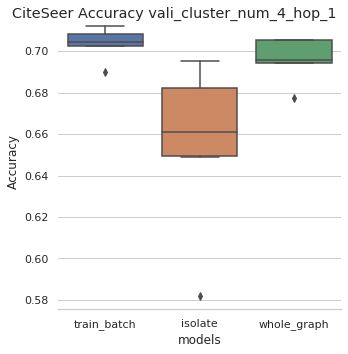 CiteSeer Accuracy vali_cluster_num_4_hop_1
0.70
0.68
0.66
0.64
0.62
0.60
0.58
Accuracy
train_batch isolate whole_graph
models